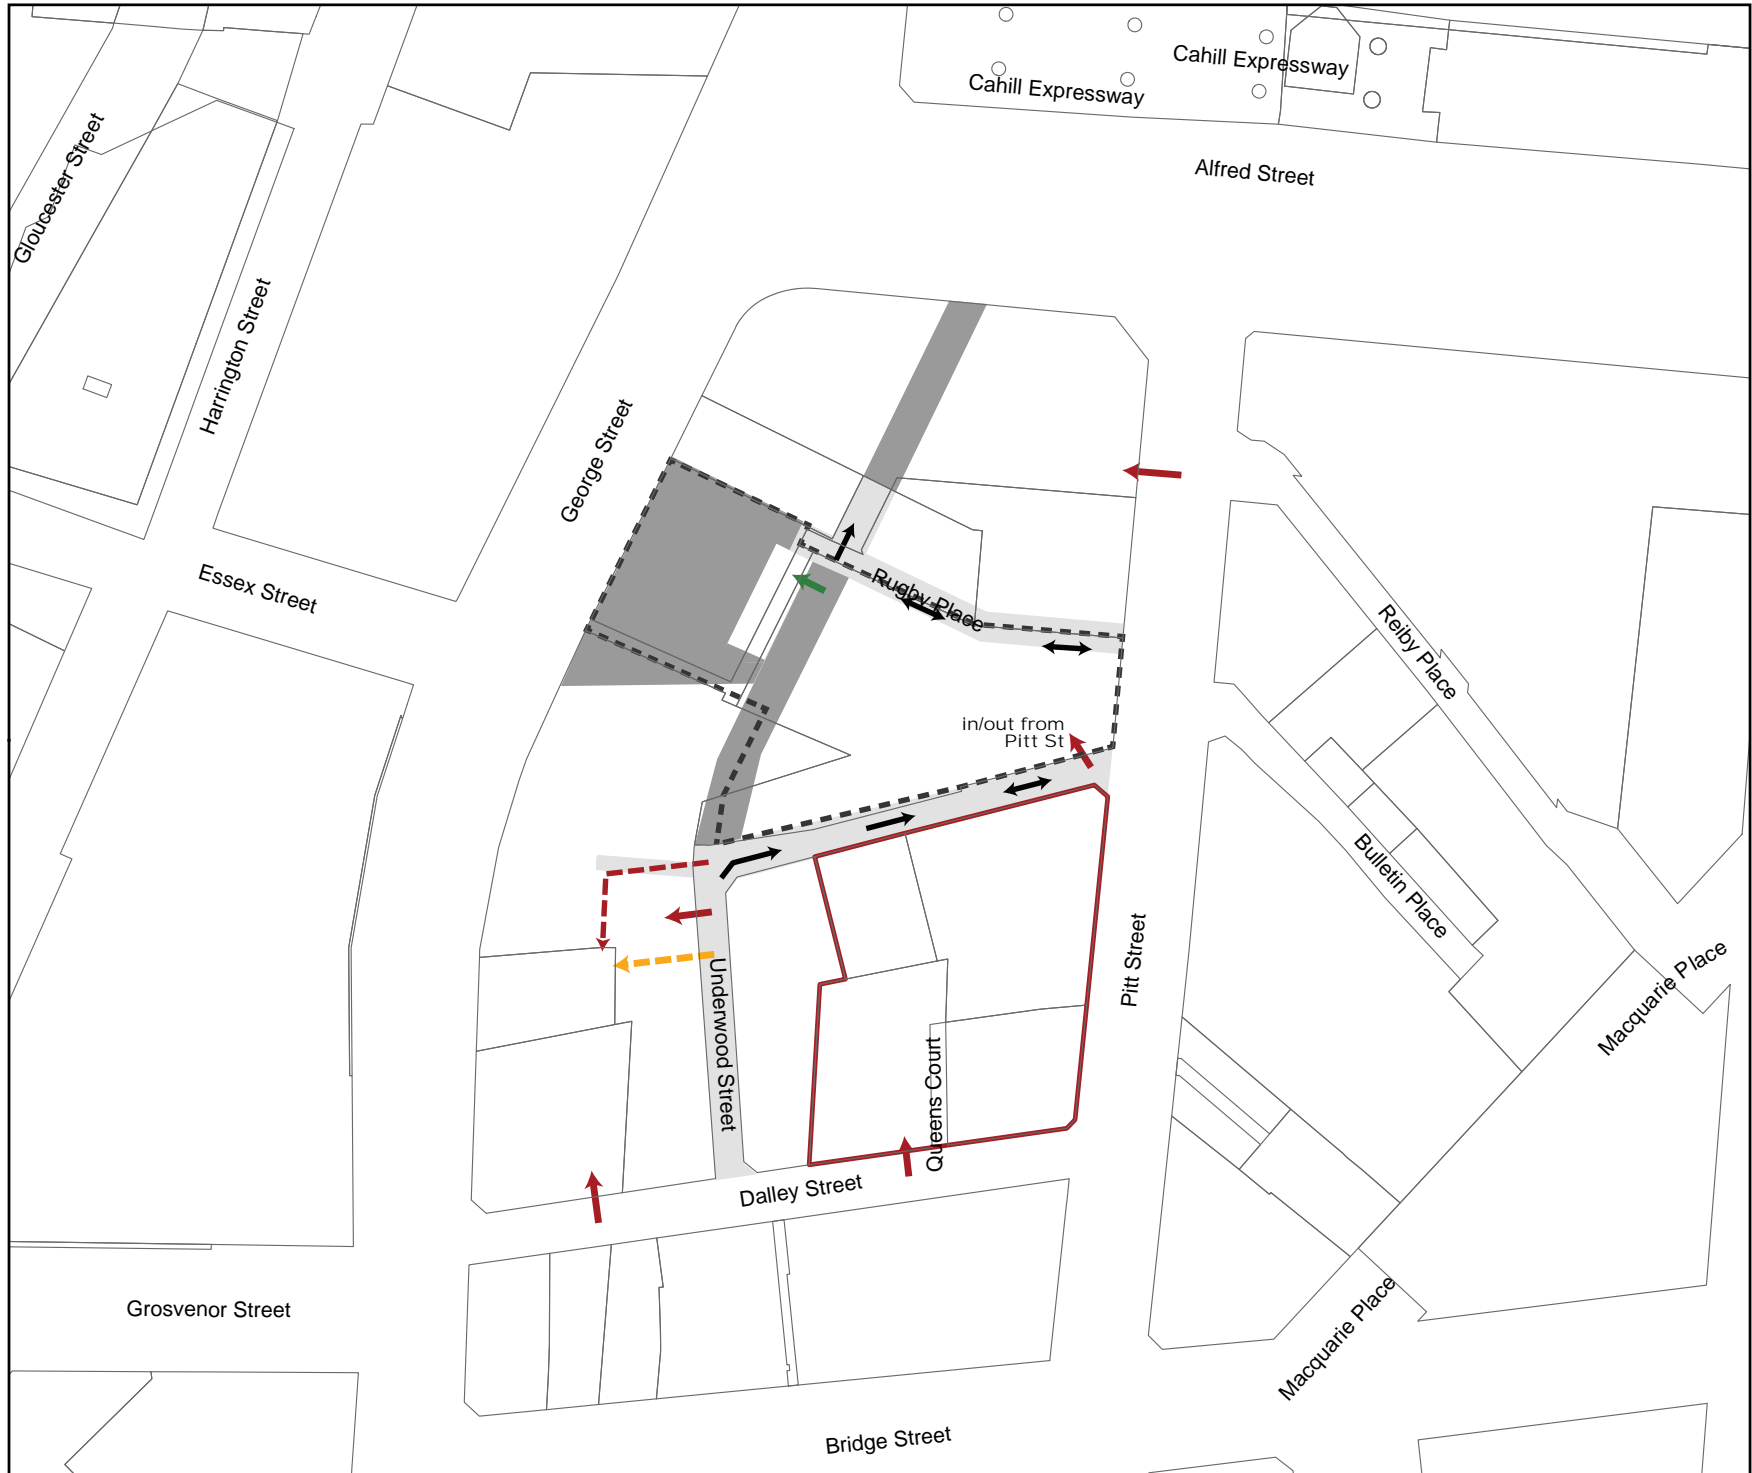 Cahill Expressway
Cahill Expressway
Gloucester Street
Alfred Street
Harrington Street
George Street
Essex Street
Rugby Place
Reiby Place
in/out from
Pitt St
Bulletin Place
Pitt Street
Macquarie Place
Underwood Street
Queens Court
Dalley Street
Grosvenor Street
Macquarie Place
Bridge Street